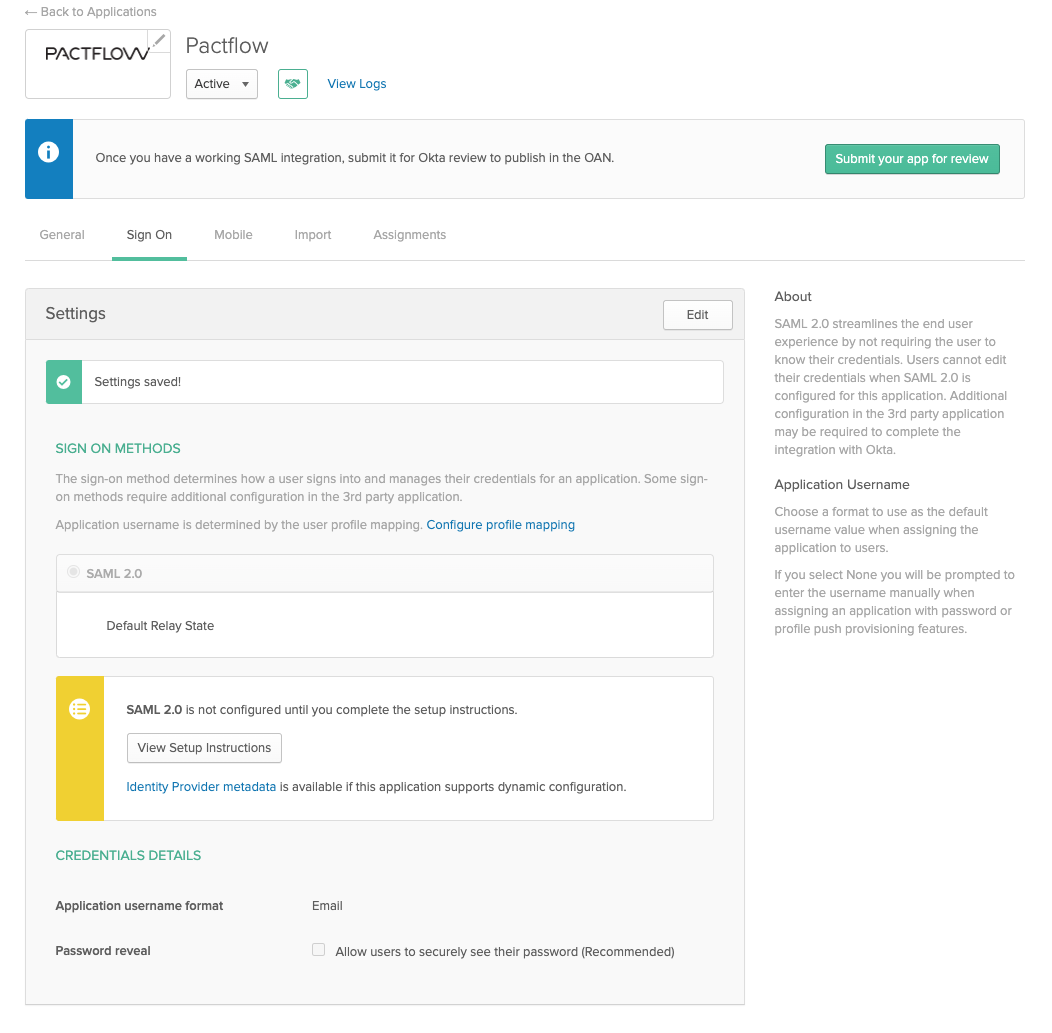 ← Back to Applications
PACTFLOW
Pactflow
Active
View Logs
Once you have a working SAML integration, submit it for Okta review to publish in the OAN.
Submit your app for review
General
Sign On
Mobile
Import
Assignments
Settings
Edit
Settings saved!
SIGN ON METHODS
The sign-on method determines how a user signs into and manages their credentials for an application. Some sign-
on methods require additional configuration in the 3rd party application.
Application username is determined by the user profile mapping. Configure profile mapping
SAML 2.0
Default Relay State
SAML 2.0 is not configured until you complete the setup instructions.
View Setup Instructions
Identity Provider metadata is available if this application supports dynamic configuration.
CREDENTIALS DETAILS
Application username format
Email
Password reveal
Allow users to securely see their password (Recommended)
About
SAML 2.0 streamlines the end user
experience by not requiring the user to
know their credentials. Users cannot edit
their credentials when SAML 2.0 is
configured for this application. Additional
configuration in the 3rd party application
may be required to complete the
integration with Okta.
Application Username
Choose a format to use as the default
username value when assigning the
application to users.
If you select None you will be prompted to
enter the username manually when
assigning an application with password or
profile push provisioning features.